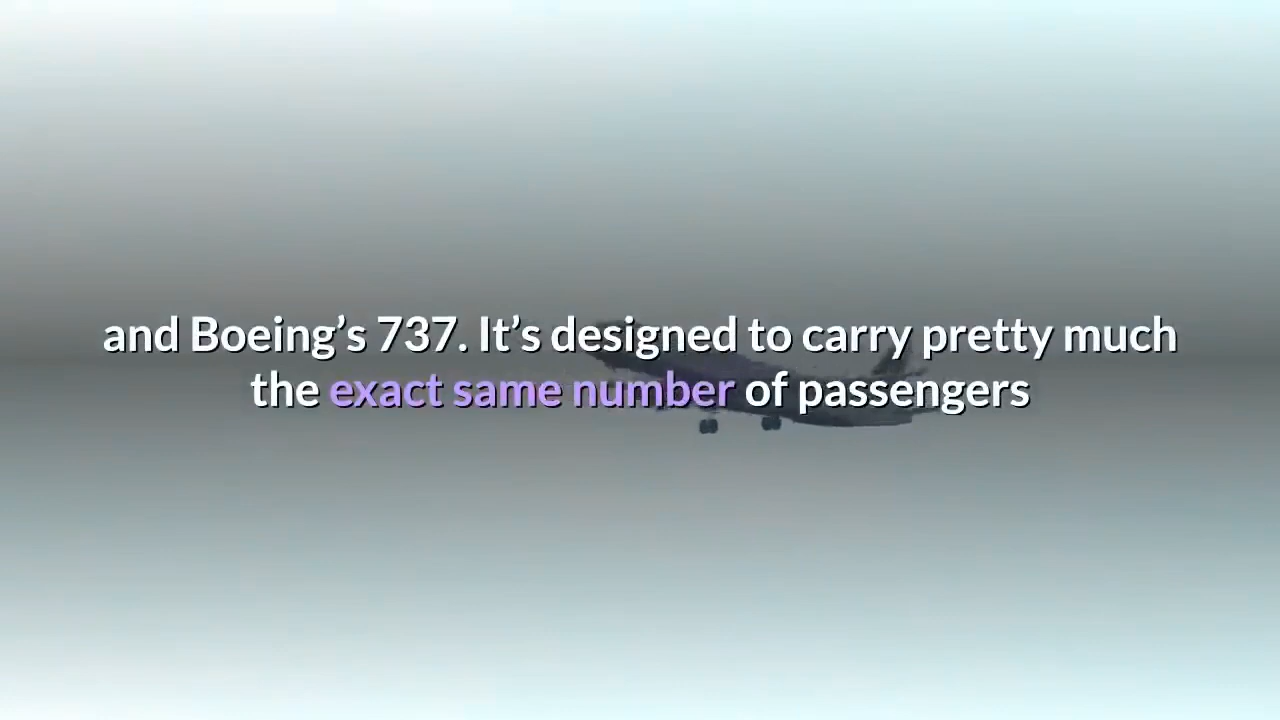 and Boeing’s 737. It’s designed to carry pretty much
the exact same number of passengers